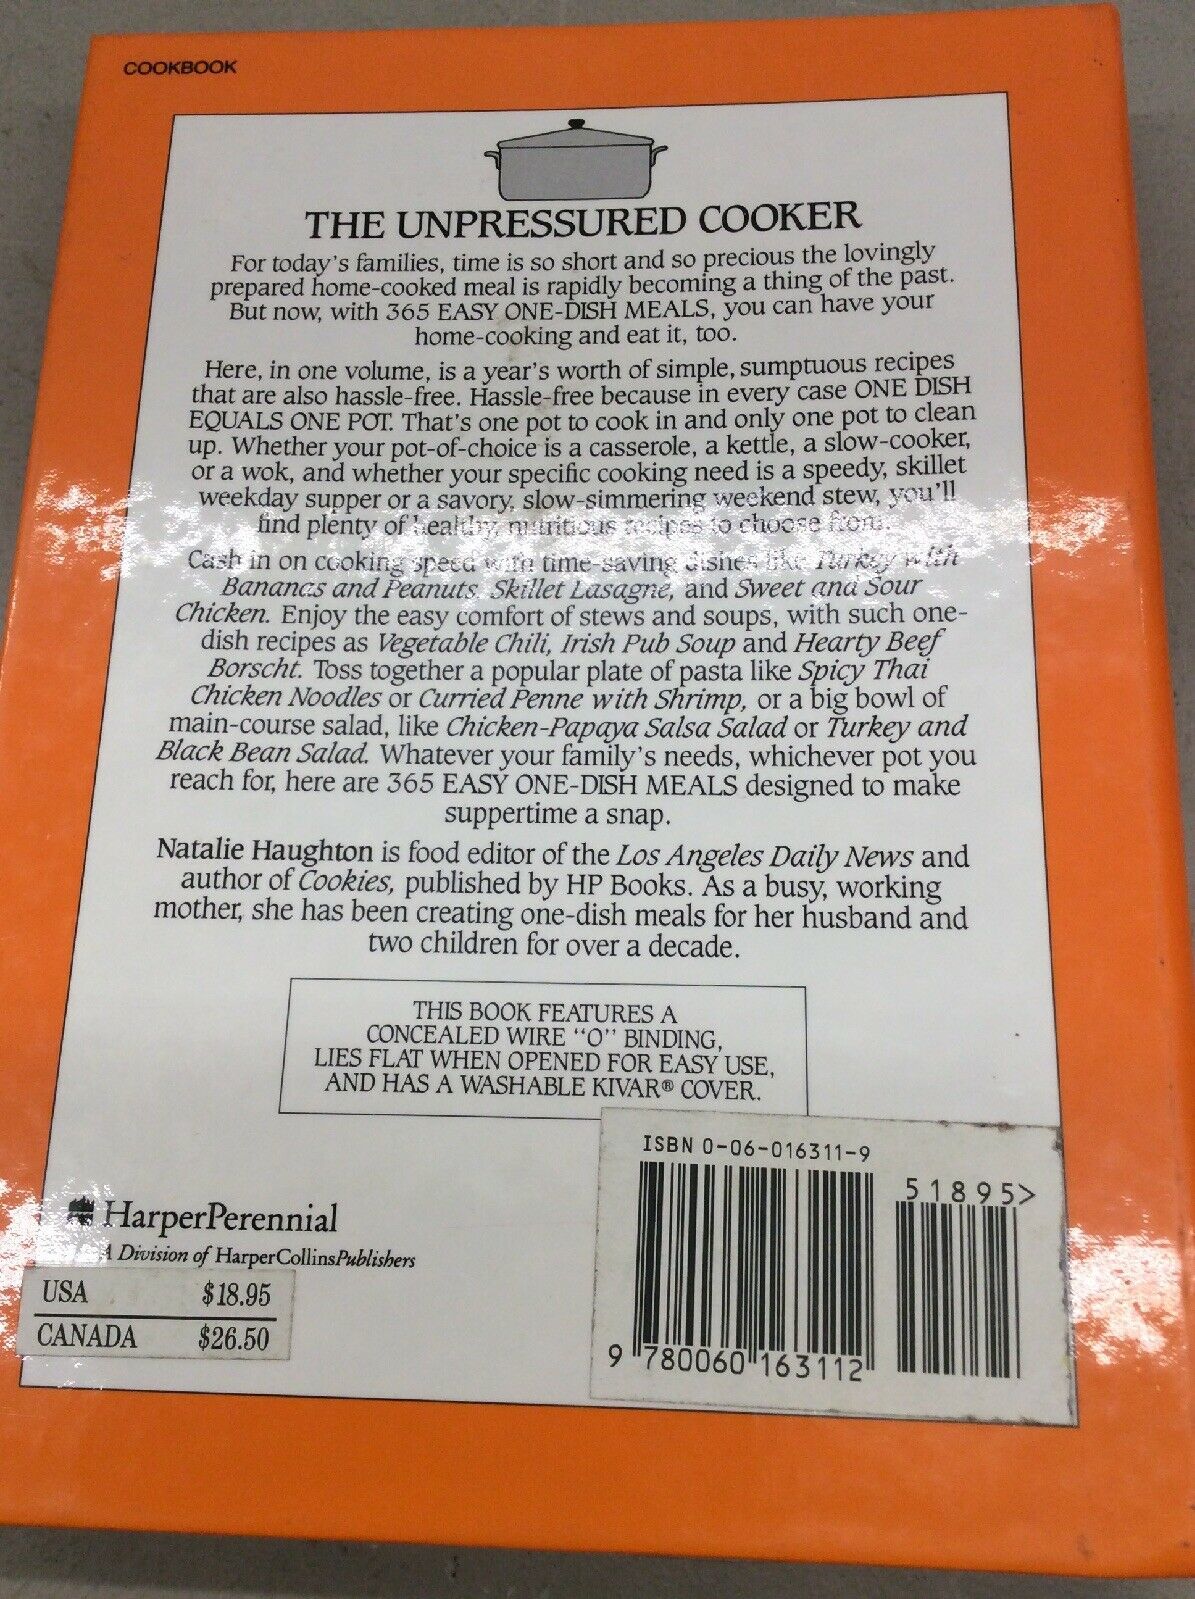 COOKBOOK
THE UNPRESSURED COOKER
For today's families, time is so short and so precious the lovingly
prepared home-cooked meal is rapidly becoming a thing of the past.
But now, with 365 EASY ONE-DISH MEALS, you can have your
home-cooking and eat it, too.
Here, in one volume, is a year's worth of simple, sumptuous recipes
that are also hassle-free. Hassle-free because in every case ONE DISH
EQUALS ONE POT. That's one pot to cook in and only one pot to clean
up. Whether your pot-of-choice is a casserole, a kettle, a slow-cooker,
or a wok, and whether your specific cooking need is a speedy, skillet
weekday supper or a savory, slow-simmering weekend stew, you'll
find plenty of healthy, nutritious recipes to choose from.
Cash in on cooking speed with time-saving dishes like Turkey with
Bananas and Peanuts, Skillet Lasagne, and Sweet and Sour
Chicken. Enjoy the easy comfort of stews and soups, with such one-
dish recipes as Vegetable Chili, Irish Pub Soup and Hearty Beef
Borscht. Toss together a popular plate of pasta like Spicy Thai
Chicken Noodles or Curried Penne with Shrimp, or a big bowl of
main-course salad, like Chicken-Papaya Salsa Salad or Turkey and
Black Bean Salad. Whatever your family's needs, whichever pot you
reach for, here are 365 EASY ONE-DISH MEALS designed to make
suppertime a snap.
Natalie Haughton is food editor of the Los Angeles Daily News and
author of Cookies, published by HP Books. As a busy, working
mother, she has been creating one-dish meals for her husband and
two children for over a decade.
THIS BOOK FEATURES A
CONCEALED WIRE "O" BINDING,
LIES FLAT WHEN OPENED FOR EASY USE,
AND HAS A WASHABLE KIVAR® COVER.
ISBN 0-06-016311-9
51895>
9 780060 163112
HarperPerennial
A Division of HarperCollinsPublishers
USA $18.95
CANADA $26.50